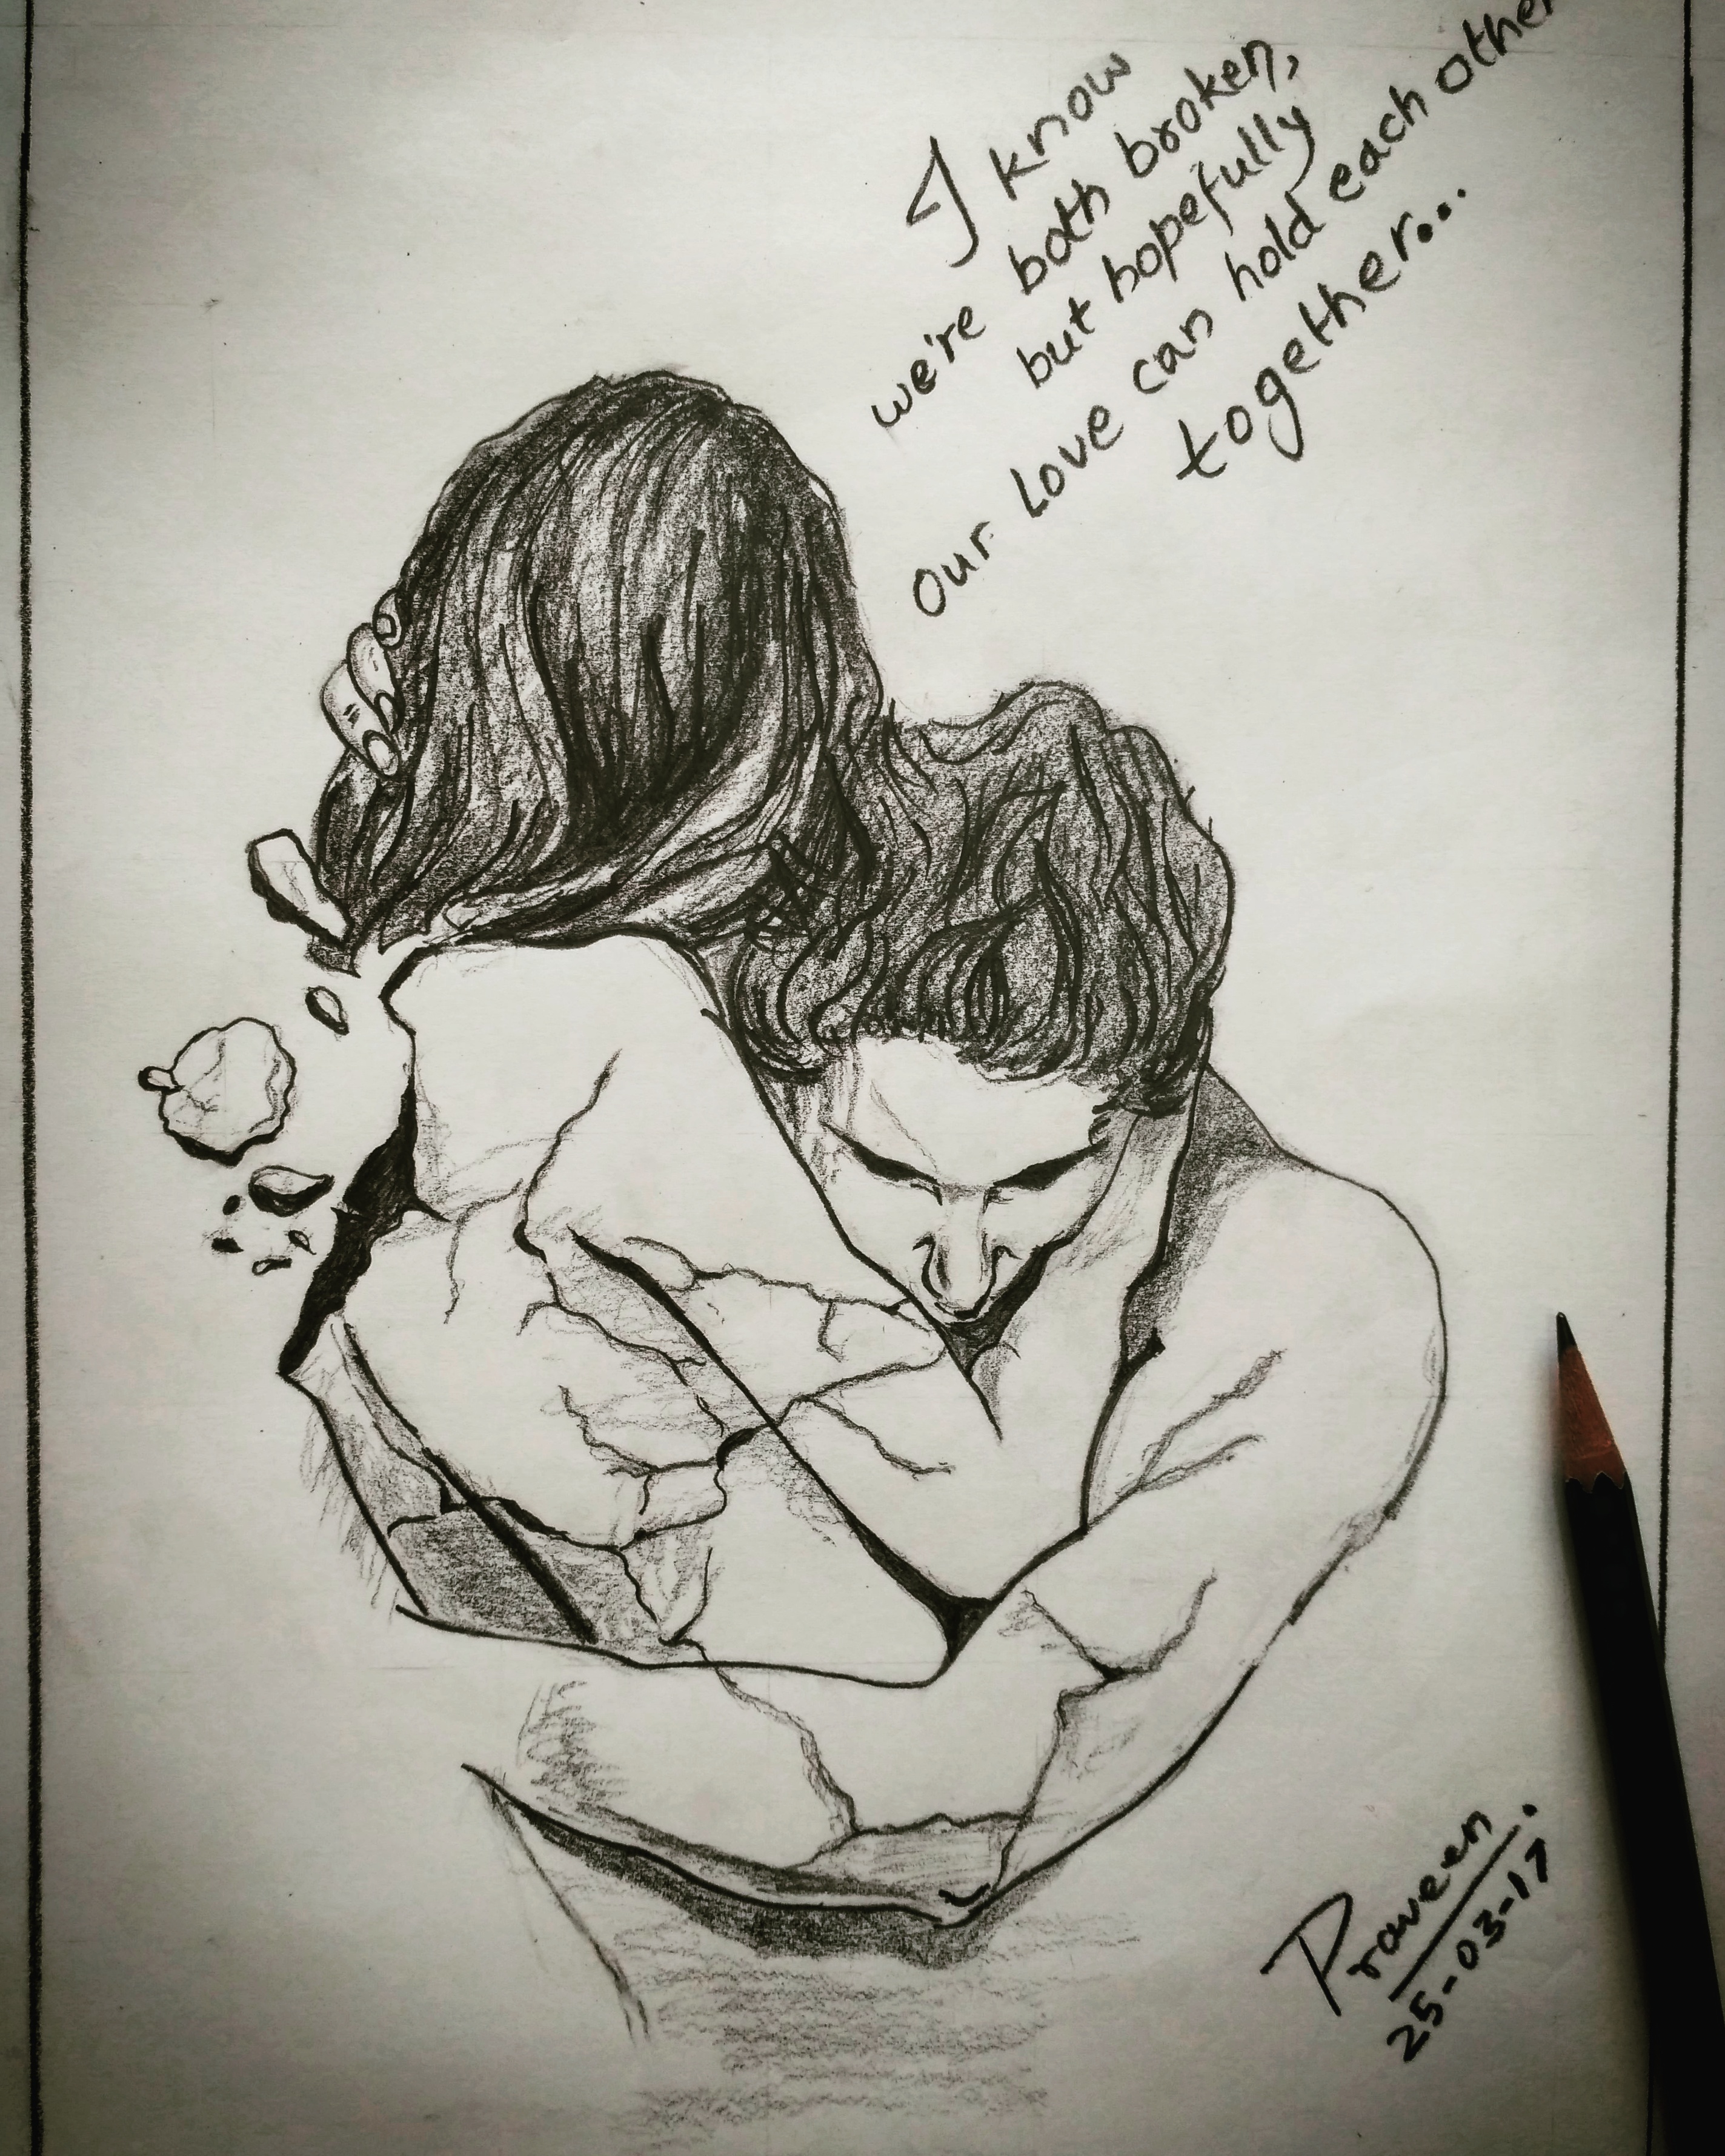 I know
we're both broken,
but hopefully
our love can hold each other
together...
Praveen.
25-03-17